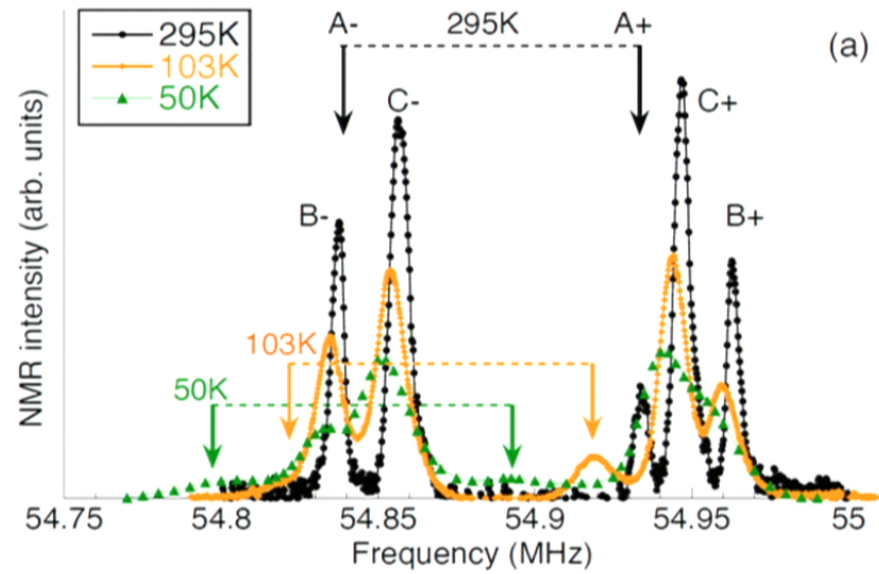 295K
103K
50K
A-
295K
A+
(a)
C-
C+
B-
B+
103K
50K
NMR intensity (arb. units)
54.75
54.8
54.85
54.9
54.95
55
Frequency (MHz)